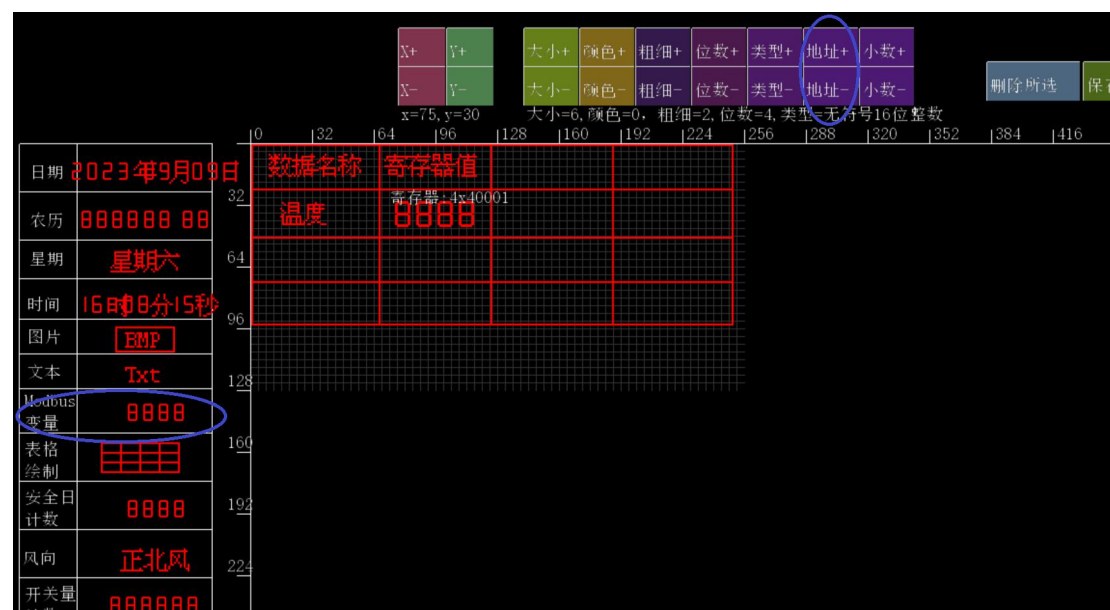 X+ Y+ 大小+ 颜色+ 粗细+ 位数+ 类型+ 地址+ 小数+
X- Y- 大小- 颜色- 粗细- 位数- 类型- 地址- 小数- 删除所选
x=75,y=30 大小=6,颜色=0, 粗细=2,位数=4,类型=无符号16位整数
0 32 64 96 128 160 192 224 256 288 320 352 384 416
日期 2023年9月09日
数据名称 寄存器值
32
寄存器:4x40001
农历 888888 88
温度 8888
星期 星期六
64
时间 16时08分15秒
96
图片 BMP
文本 Txt
128
Modbus
变量 8888
160
表格
绘制
安全日
计数 8888
192
风向 正北风
224
开关量
888888